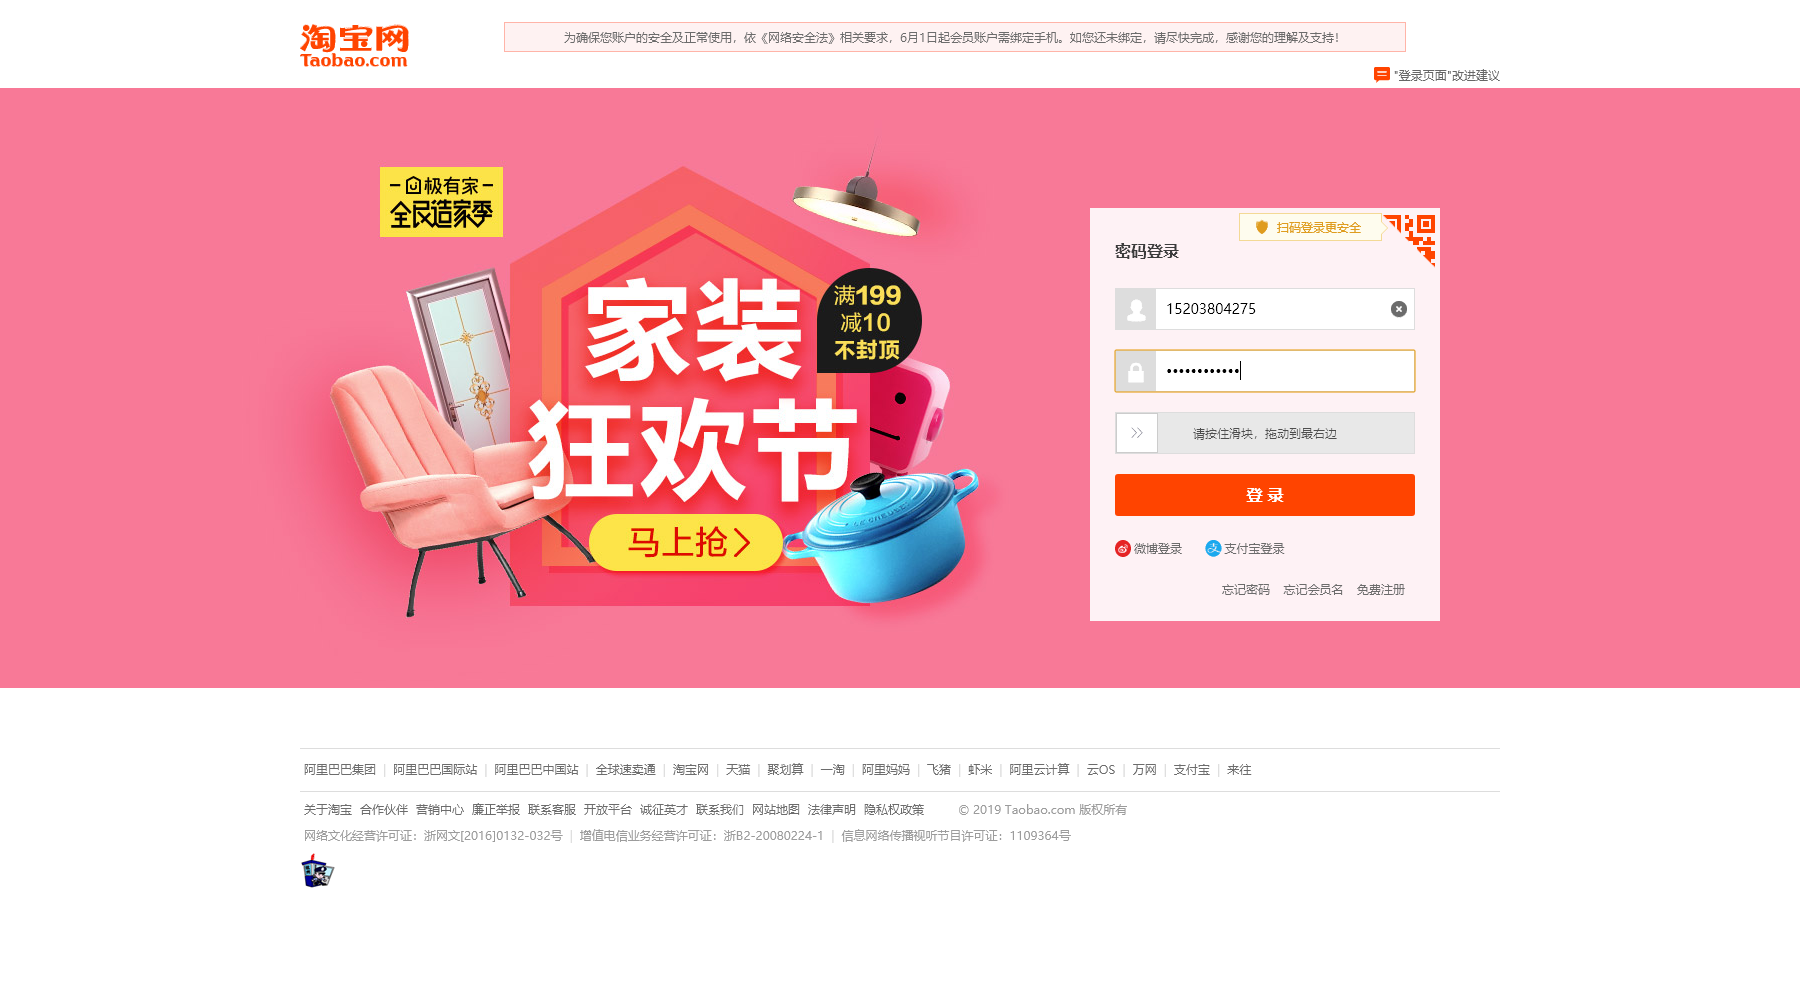 淘宝网
Taobao.com
为确保您账户的安全及正常使用，依《网络安全法》相关要求，6月1日起会员账户需绑定手机。如您还未绑定，请尽快完成，感谢您的理解及支持！
"登录页面"改进建议
极有家
全民造家季
家装
狂欢节
满199
减10
不封顶
马上抢
扫码登录更安全
密码登录
15203804275
••••••••••••
请按住滑块，拖动到最右边
登 录
微博登录 支付宝登录
忘记密码 忘记会员名 免费注册
阿里巴巴集团 | 阿里巴巴国际站 | 阿里巴巴中国站 | 全球速卖通 | 淘宝网 | 天猫 | 聚划算 | 一淘 | 阿里妈妈 | 飞猪 | 虾米 | 阿里云计算 | 云OS | 万网 | 支付宝 | 来往
关于淘宝 合作伙伴 营销中心 廉正举报 联系客服 开放平台 诚征英才 联系我们 网站地图 法律声明 隐私权政策 © 2019 Taobao.com 版权所有
网络文化经营许可证：浙网文[2016]0132-032号 | 增值电信业务经营许可证：浙B2-20080224-1 | 信息网络传播视听节目许可证：1109364号